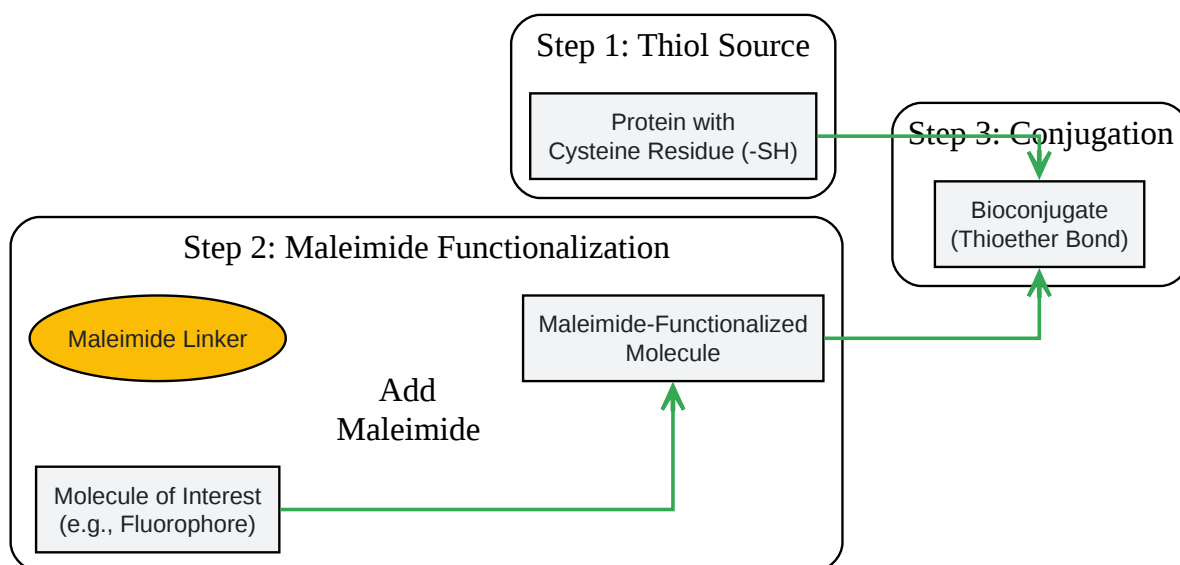 Step 1: Thiol Source
Protein with
Cysteine Residue (-SH)
Step 3: Conjugation
Bioconjugate
(Thioether Bond)
Step 2: Maleimide Functionalization
Maleimide Linker
Maleimide-Functionalized
Molecule
Add
Maleimide
Molecule of Interest
(e.g., Fluorophore)